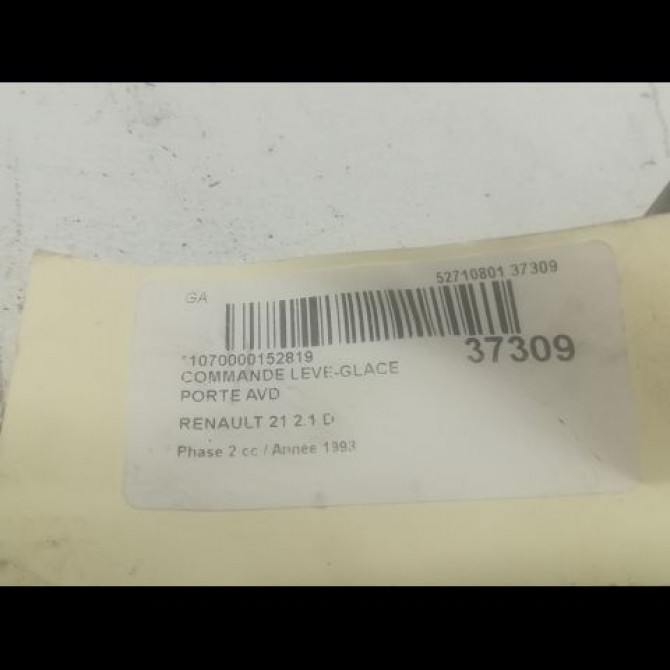 GA 52710801 37309
*1070000152819 37309
COMMANDE LEVE-GLACE
PORTE AVD
RENAULT 21 2.1 D
Phase 2 cc / Année 1993